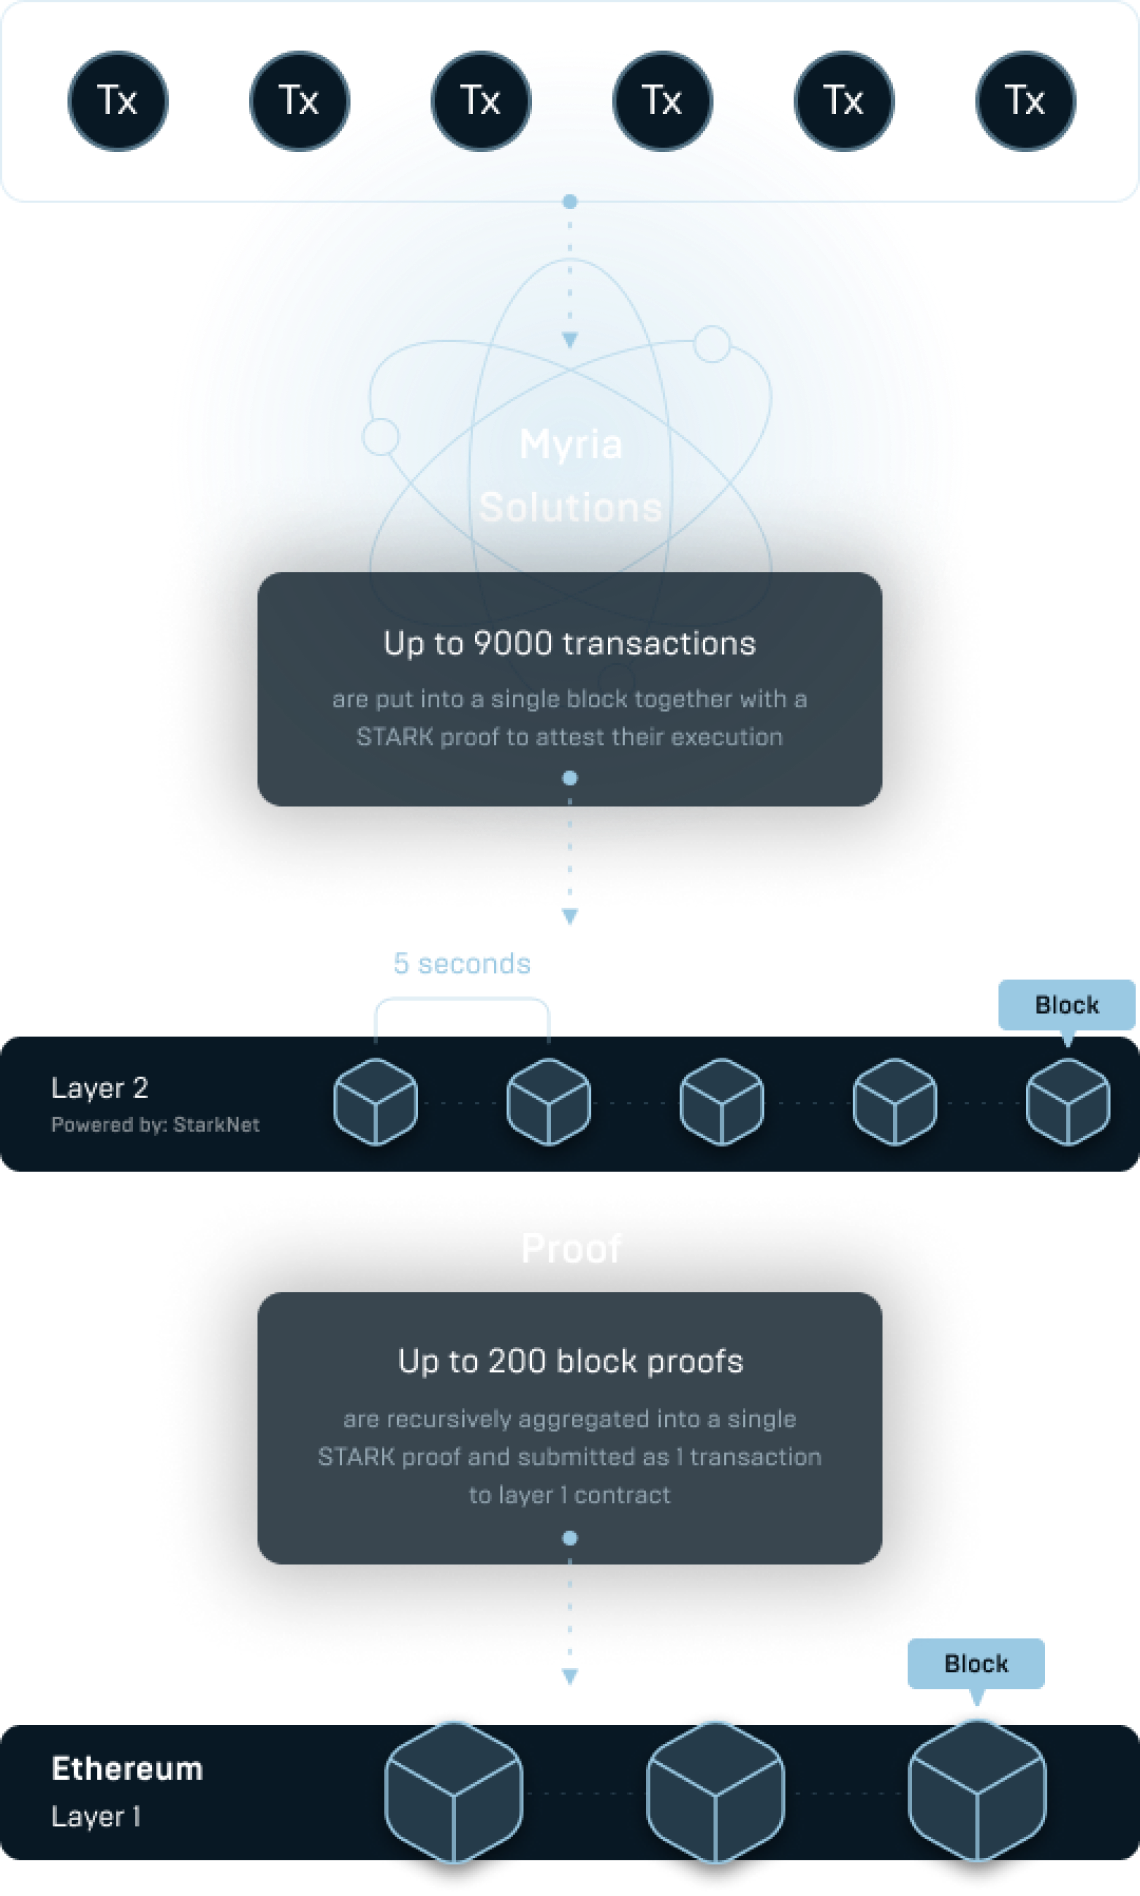 Tx Tx Tx Tx Tx Tx
Myria
Solutions
Up to 9000 transactions
are put into a single block together with a
STARK proof to attest their execution
5 seconds
Block
Layer 2
Powered by: StarkNet
Proof
Up to 200 block proofs
are recursively aggregated into a single
STARK proof and submitted as 1 transaction
to layer 1 contract
Block
Ethereum
Layer 1